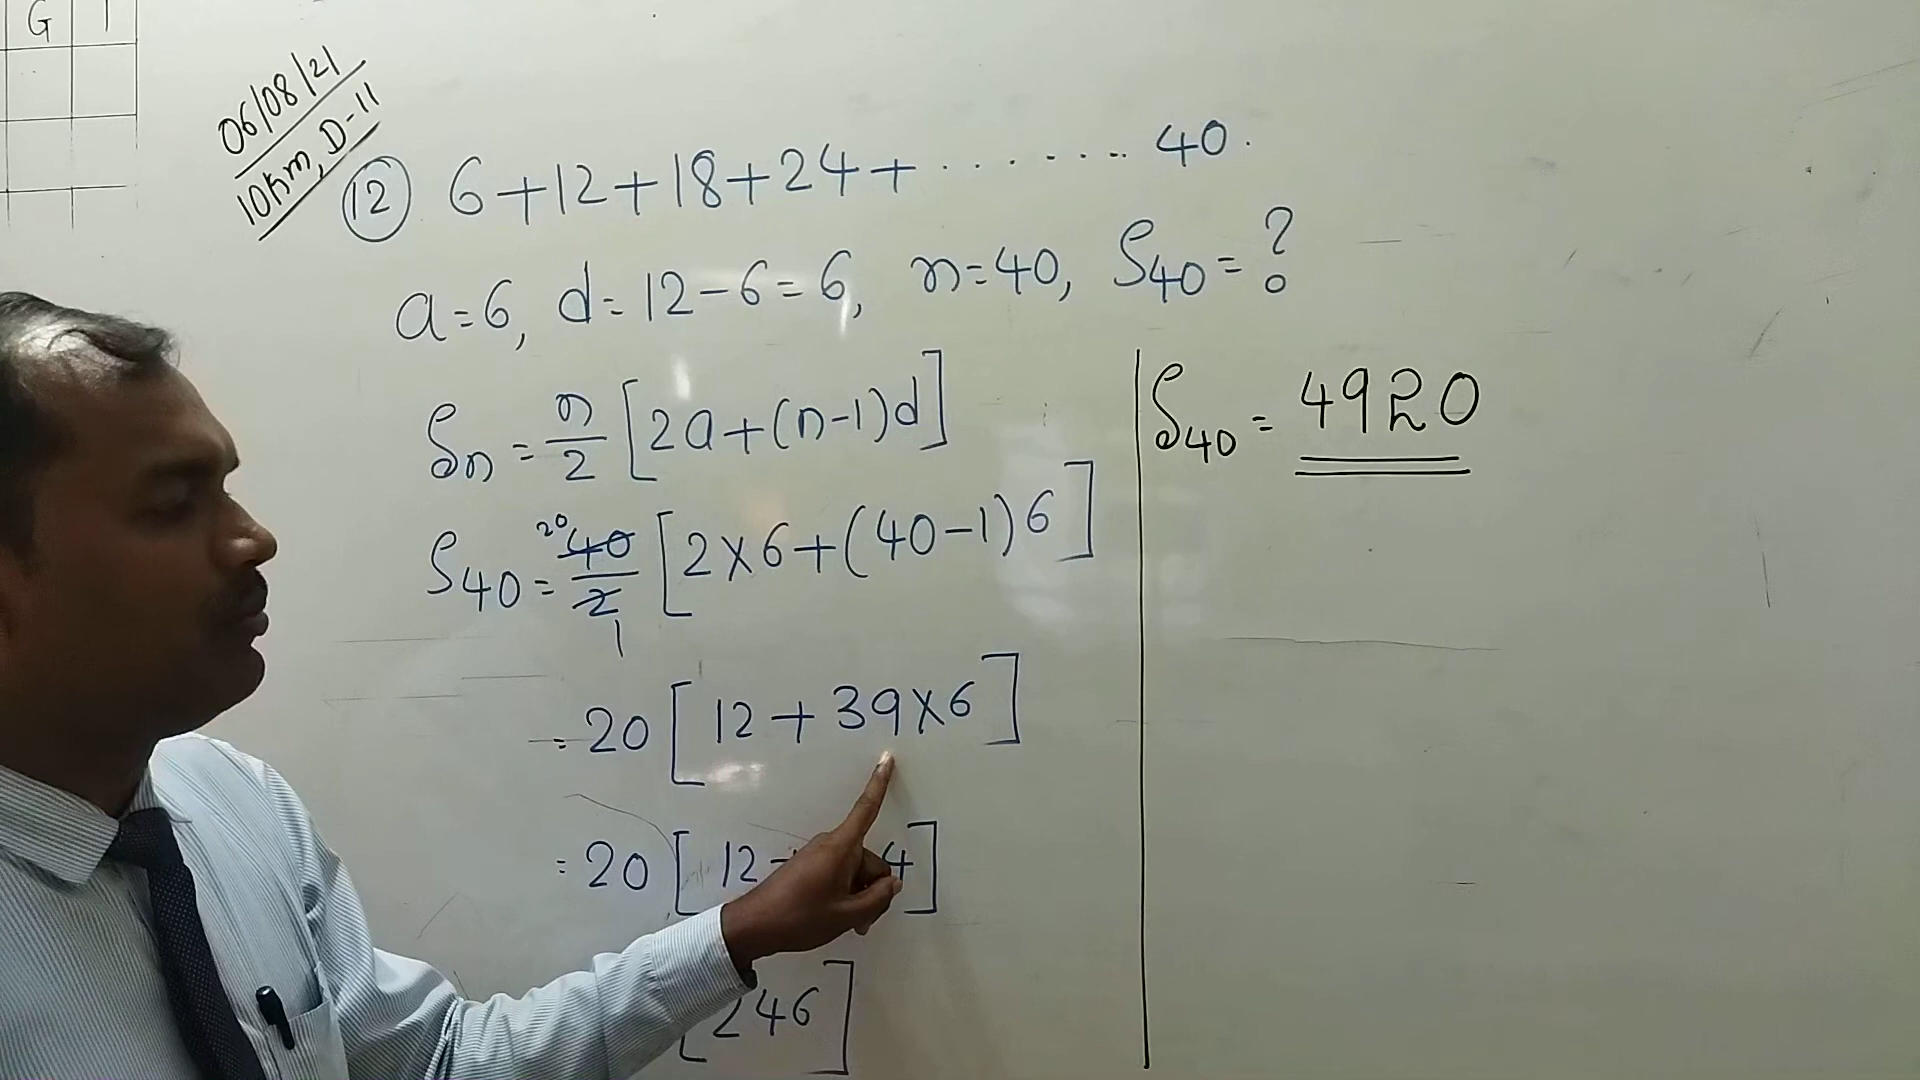 G
06/08/21
10Km, D-11
12 6+12+18+24+....... 40.
a=6, d=12-6=6, n=40, S40=?
Sn = n/2 [2a+(n-1)d]
S40 = 20 40/2 1 [2×6+(40-1)6]
= 20 [12+39×6]
= 20 [12+ 4]
[246]
S40 = 4920